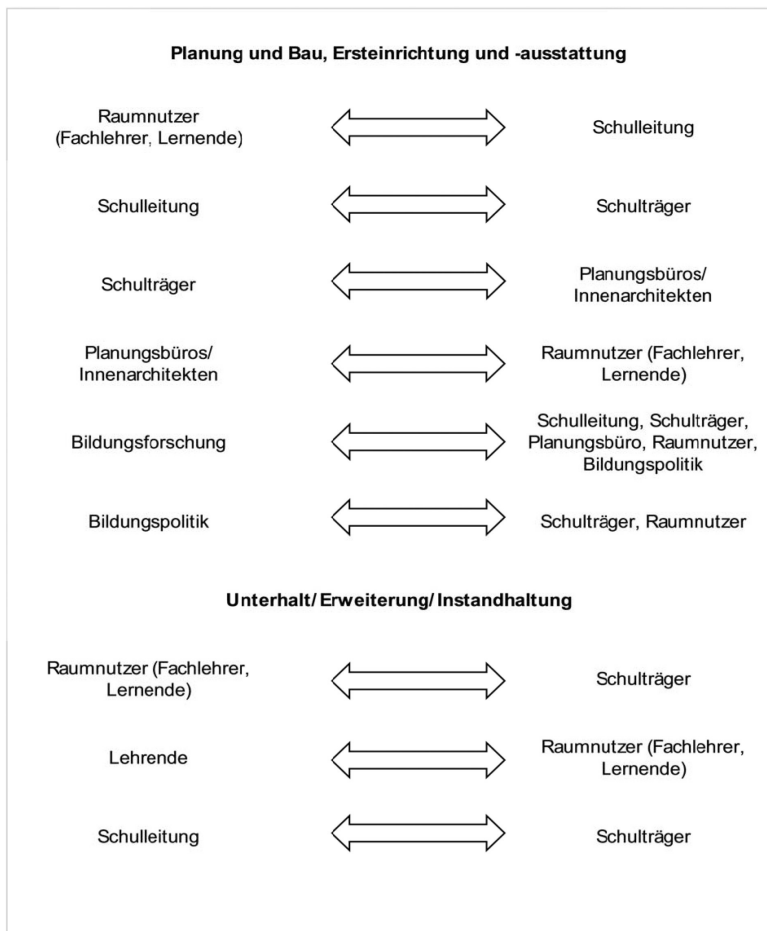 Planung und Bau, Ersteinrichtung und -ausstattung
Raumnutzer
(Fachlehrer, Lernende)
Schulleitung
Schulleitung
Schulträger
Schulträger
Planungsbüros/
Innenarchitekten
Planungsbüros/
Innenarchitekten
Raumnutzer (Fachlehrer,
Lernende)
Bildungsforschung
Schulleitung, Schulträger,
Planungsbüro, Raumnutzer,
Bildungspolitik
Bildungspolitik
Schulträger, Raumnutzer
Unterhalt/ Erweiterung/ Instandhaltung
Raumnutzer (Fachlehrer,
Lernende)
Schulträger
Lehrende
Raumnutzer (Fachlehrer,
Lernende)
Schulleitung
Schulträger